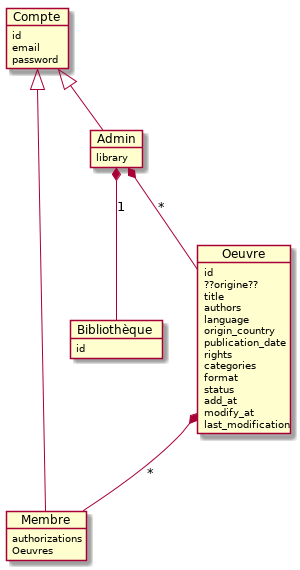 Compte
id
email
password
Admin
library
1
*
Oeuvre
id
??origine??
title
authors
language
origin_country
publication_date
rights
categories
format
status
add_at
modify_at
last_modification
Bibliothèque
id
*
Membre
authorizations
Oeuvres